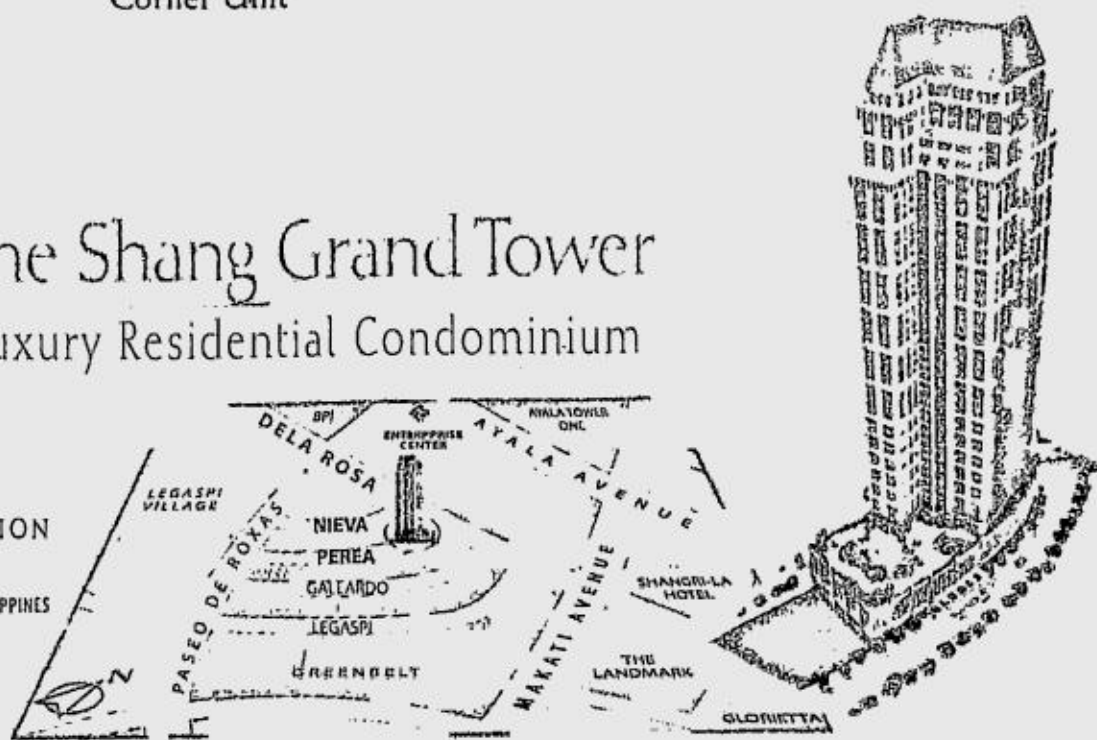 Corner Unit
he Shang Grand Tower
uxury Residential Condominium
BPI
AYALA TOWER
ONE
DELA ROSA
ENTERPPRISE
CENTER
AYALA AVENUE
LEGASPI
VILLAGE
ION
NIEVA
PEREA
PASEO DE ROXAS
GALLARDO
SHANGRI-LA
HOTEL
PPINES
LEGASPI
MAKATI AVENUE
GREENBELT
THE
LANDMARK
N
GLORIETTA